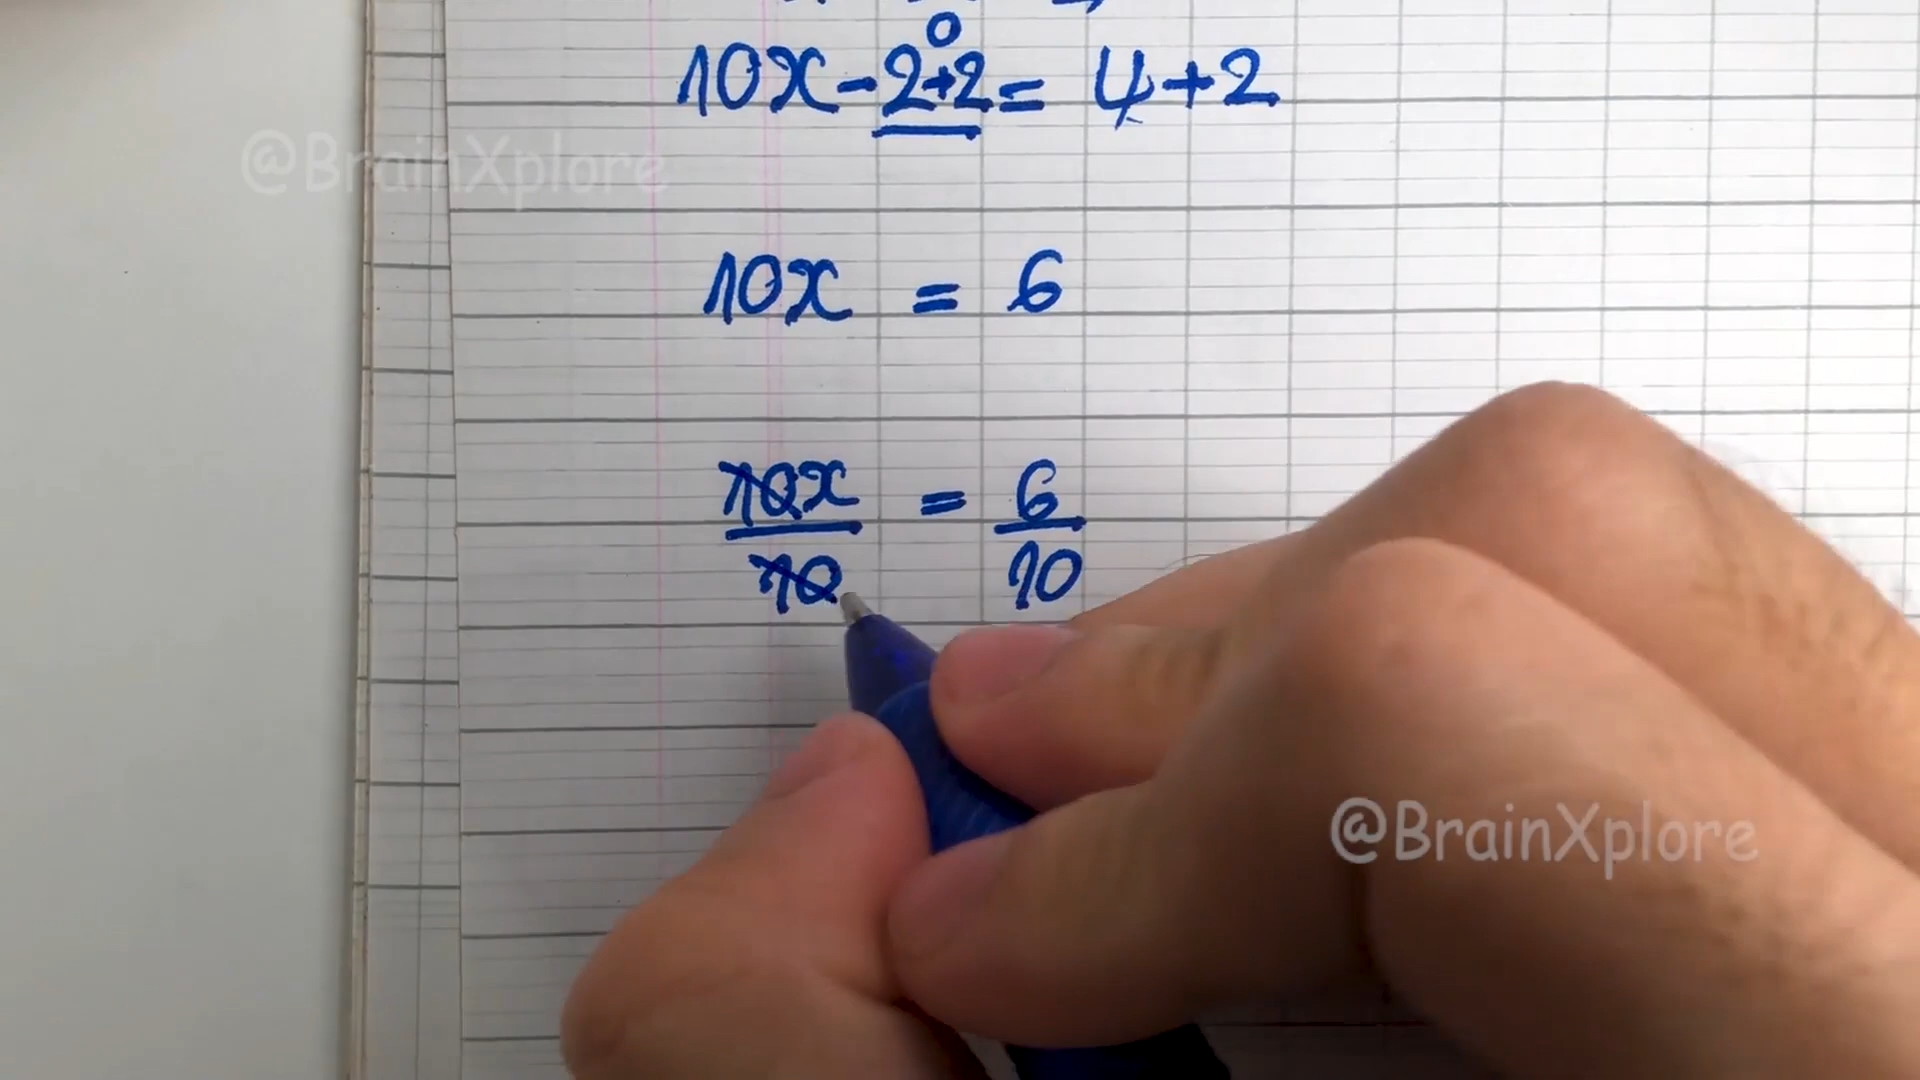 0
10x-2+2= 4+2
@BrainXplore
10x = 6
10x = 6
10 10
@BrainXplore